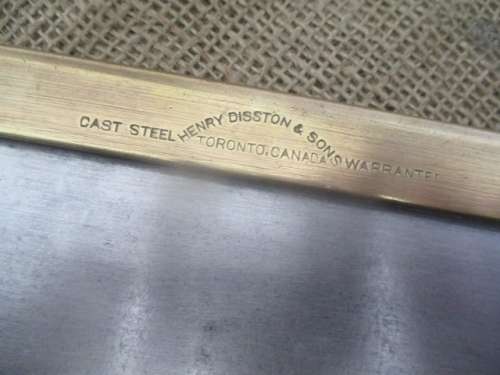 CAST STEEL HENRY DISSTON & SONS WARRANTED
TORONTO, CANADA